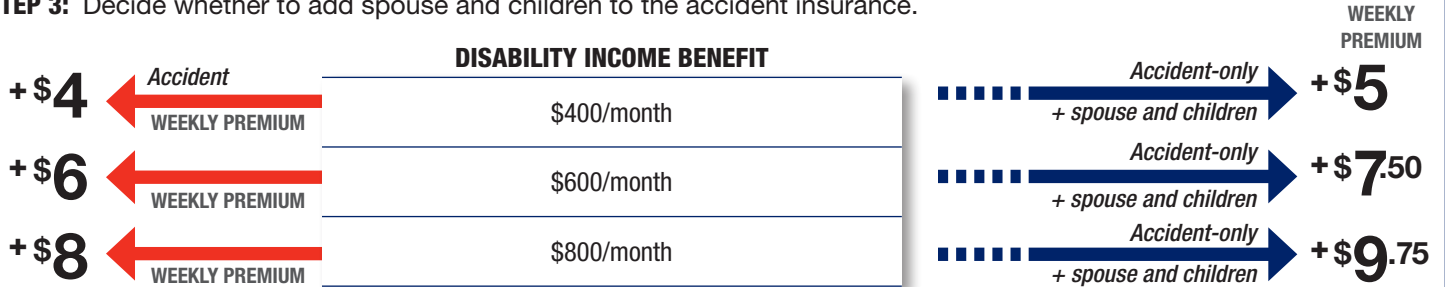 TEP 3: Decide whether to add spouse and children to the accident insurance.
WEEKLY
PREMIUM
DISABILITY INCOME BENEFIT
+$4
Accident
WEEKLY PREMIUM
$400/month
Accident-only
+ spouse and children
+$5
+$6
WEEKLY PREMIUM
$600/month
Accident-only
+ spouse and children
+$7.50
+$8
WEEKLY PREMIUM
$800/month
Accident-only
+ spouse and children
+$9.75